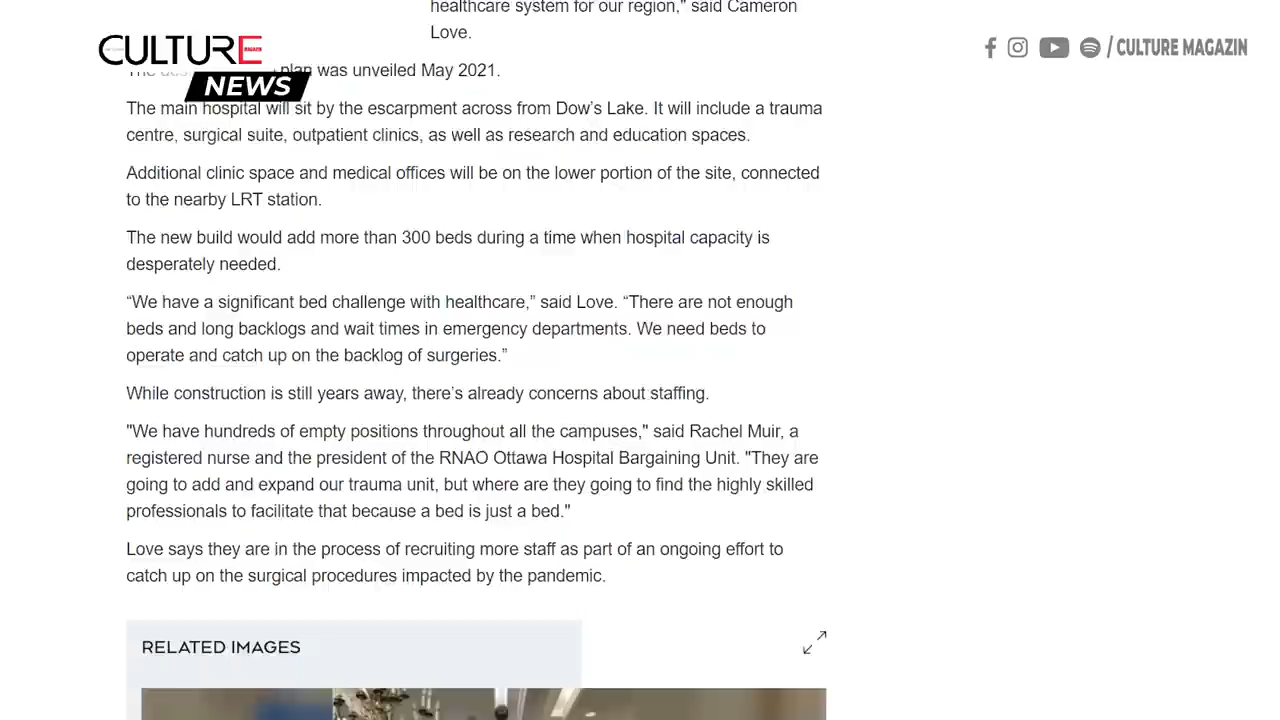 healthcare system for our region,” said Cameron
Love.
CULTURE
MAGAZIN
NEWS
/ CULTURE MAGAZIN
plan was unveiled May 2021.
The main hospital will sit by the escarpment across from Dow’s Lake. It will include a trauma
centre, surgical suite, outpatient clinics, as well as research and education spaces.
Additional clinic space and medical offices will be on the lower portion of the site, connected
to the nearby LRT station.
The new build would add more than 300 beds during a time when hospital capacity is
desperately needed.
“We have a significant bed challenge with healthcare,” said Love. “There are not enough
beds and long backlogs and wait times in emergency departments. We need beds to
operate and catch up on the backlog of surgeries.”
While construction is still years away, there’s already concerns about staffing.
"We have hundreds of empty positions throughout all the campuses," said Rachel Muir, a
registered nurse and the president of the RNAO Ottawa Hospital Bargaining Unit. "They are
going to add and expand our trauma unit, but where are they going to find the highly skilled
professionals to facilitate that because a bed is just a bed."
Love says they are in the process of recruiting more staff as part of an ongoing effort to
catch up on the surgical procedures impacted by the pandemic.
RELATED IMAGES